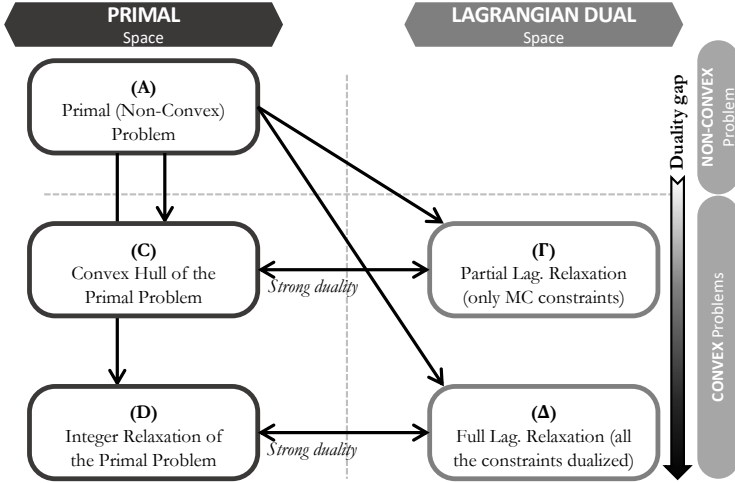 PRIMAL
Space
LAGRANGIAN DUAL
Space
(A)
Primal (Non-Convex)
Problem
Duality gap
NON-CONVEX
Problem
(C)
Convex Hull of the
Primal Problem
Strong duality
(Γ)
Partial Lag. Relaxation
(only MC constraints)
CONVEX Problems
(D)
Integer Relaxation of
the Primal Problem
Strong duality
(Δ)
Full Lag. Relaxation (all
the constraints dualized)